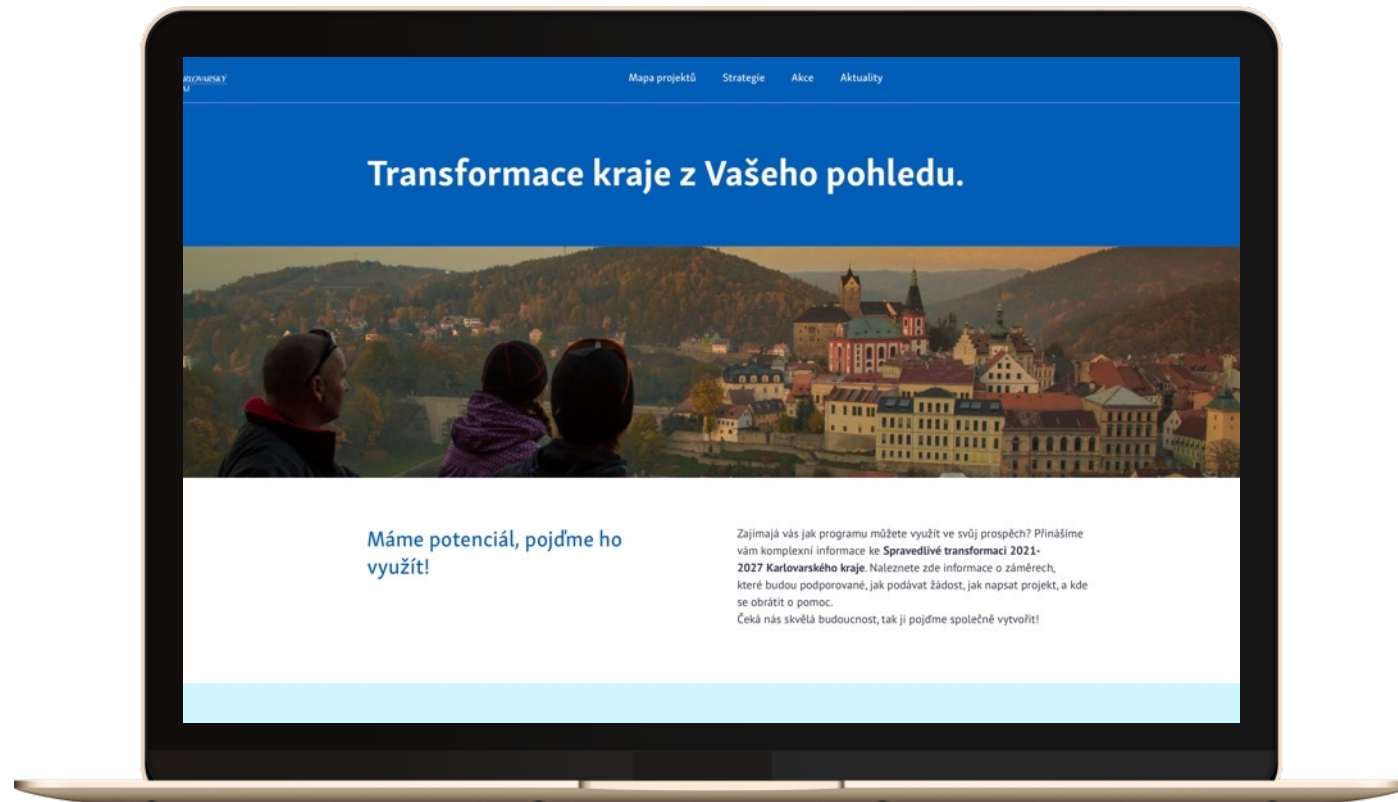 Mapa projektů Strategie Akce Aktuality
Transformace kraje z Vašeho pohledu.
Máme potenciál, pojďme ho
využít!
Zajímají vás jak programu můžete využít ve svůj prospěch? Přinášíme
vám komplexní informace ke Spravedlivé transformaci 2021-
2027 Karlovarského kraje. Naleznete zde informace o záměrech,
které budou podporované, jak podávat žádost, jak napsat projekt, a kde
se obrátit o pomoc.
Čeká nás skvělá budoucnost, tak ji pojďme společně vytvořit!